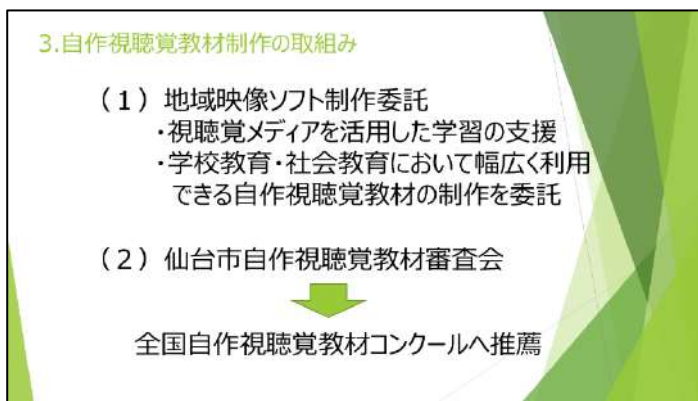 3.自作視聴覚教材制作の取組み
（1）地域映像ソフト制作委託
・視聴覚メディアを活用した学習の支援
・学校教育・社会教育において幅広く利用
できる自作視聴覚教材の制作を委託
（2）仙台市自作視聴覚教材審査会
全国自作視聴覚教材コンクールへ推薦